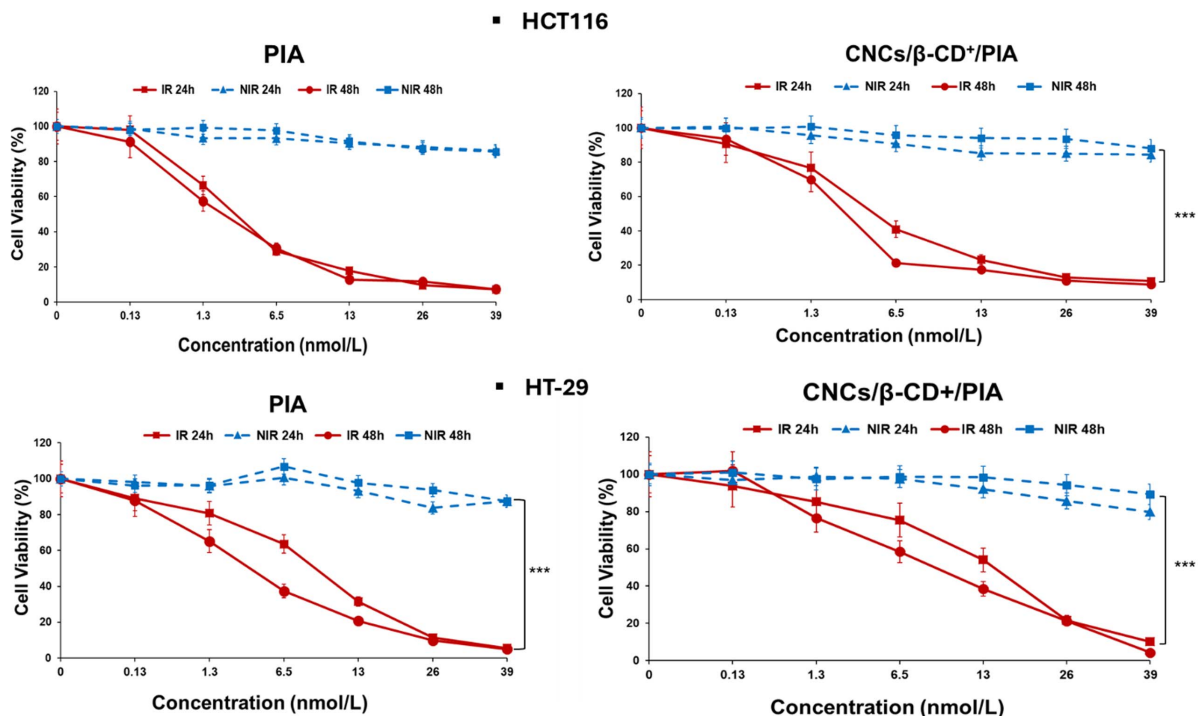 ▪ HCT116
PIA
IR 24h NIR 24h IR 48h NIR 48h
Cell Viability (%)
120
100
80
60
40
20
0
0 0.13 1.3 6.5 13 26 39
Concentration (nmol/L)
CNCs/β-CD⁺/PIA
IR 24h NIR 24h IR 48h NIR 48h
Cell Viability (%)
120
100
80
60
40
20
0
0 0.13 1.3 6.5 13 26 39
Concentration (nmol/L)
***
▪ HT-29
PIA
IR 24h NIR 24h IR 48h NIR 48h
Cell Viability (%)
120
100
80
60
40
20
0
0 0.13 1.3 6.5 13 26 39
Concentration (nmol/L)
***
CNCs/β-CD+/PIA
IR 24h NIR 24h IR 48h NIR 48h
Cell Viability (%)
120
100
80
60
40
20
0
0 0.13 1.3 6.5 13 26 39
Concentration (nmol/L)
***